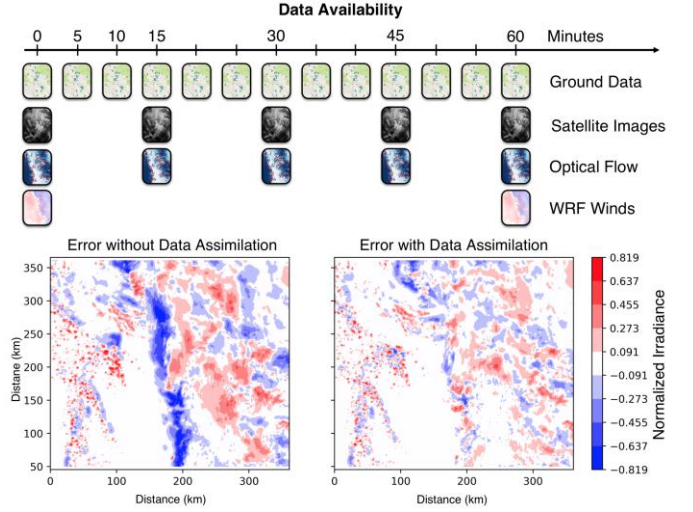 Data Availability
0 5 10 15 30 45 60 Minutes
Ground Data
Satellite Images
Optical Flow
WRF Winds
Error without Data Assimilation
Error with Data Assimilation
350
300
250
200
150
100
50
Distane (km)
0 100 200 300
Distance (km)
0 100 200 300
Distance (km)
0.819
0.637
0.455
0.273
0.091
−0.091
−0.273
−0.455
−0.637
−0.819
Normalized Irradiance